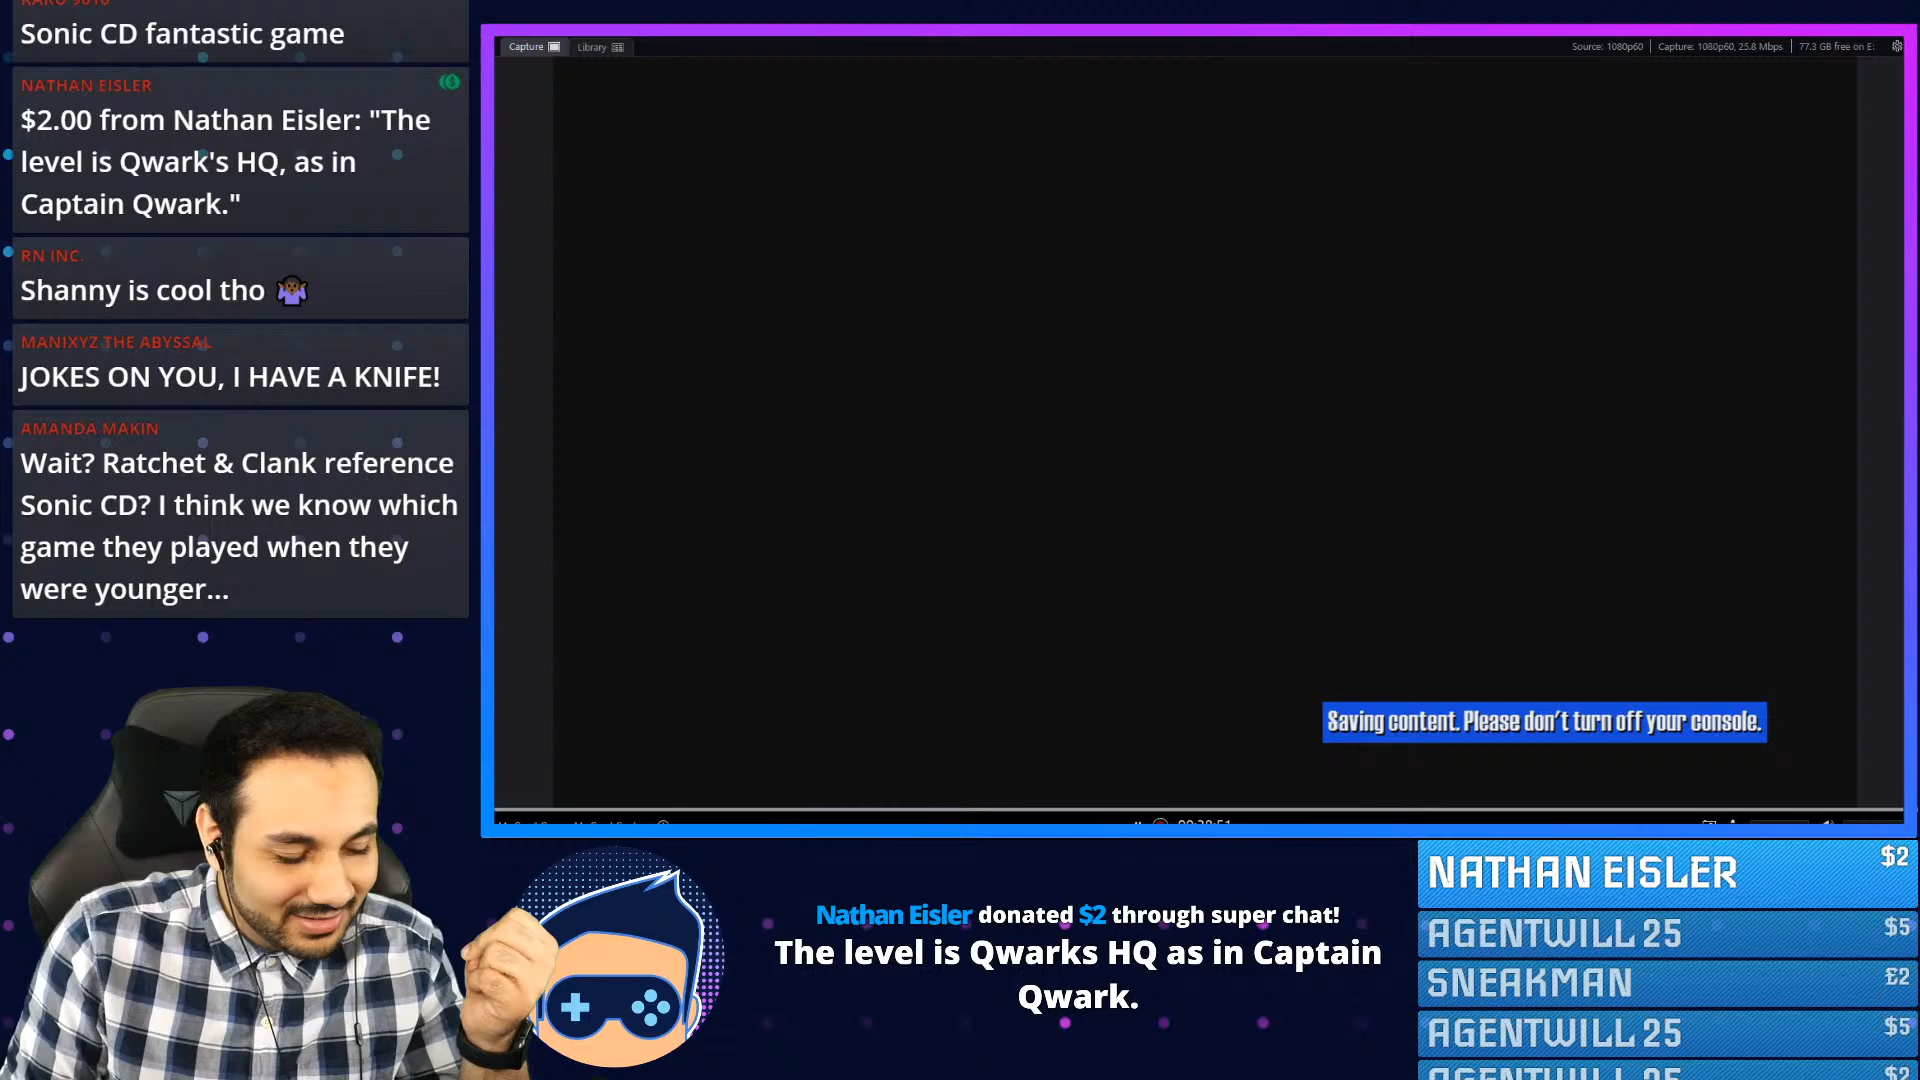 Sonic CD fantastic game
NATHAN EISLER
$2.00 from Nathan Eisler: "The
level is Qwark's HQ, as in
Captain Qwark."
RN INC.
Shanny is cool tho
MANIXYZ THE ABYSSAL
JOKES ON YOU, I HAVE A KNIFE!
AMANDA MAKIN
Wait? Ratchet & Clank reference
Sonic CD? I think we know which
game they played when they
were younger...
Capture
Library
Source: 1080p60
Capture: 1080p60, 25.8 Mbps
77.3 GB free on E:
Saving content. Please don't turn off your console.
Nathan Eisler donated $2 through super chat!
The level is Qwarks HQ as in Captain
Qwark.
NATHAN EISLER $2
AGENTWILL 25 $5
SNEAKMAN £2
AGENTWILL 25 $5
AGENTWILL 25 $2